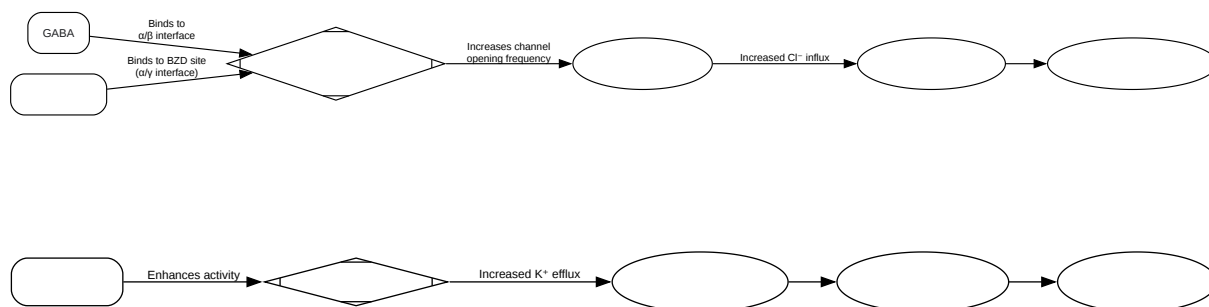 GABA
Binds to
α/β interface
Binds to BZD site
(α/γ interface)
Increases channel
opening frequency
Increased Cl⁻ influx
Enhances activity
Increased K⁺ efflux